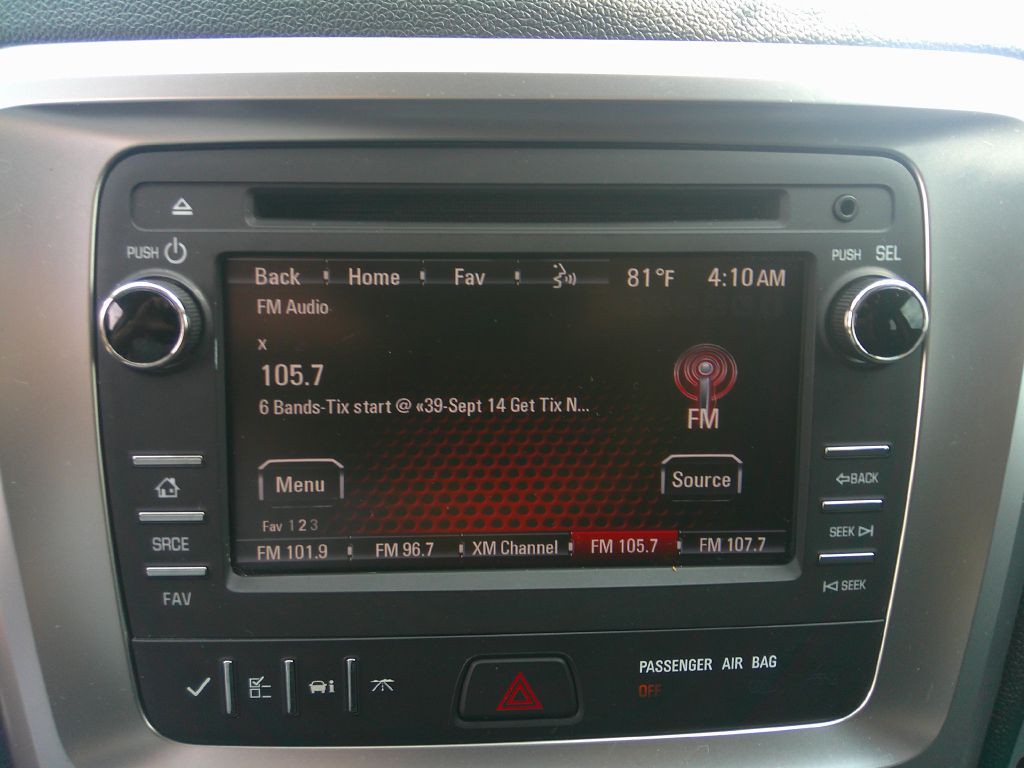 PUSH
PUSH SEL
Back Home Fav 81°F 4:10AM
FM Audio
x
105.7
6 Bands-Tix start @ «39-Sept 14 Get Tix N...
FM
Menu
Source
Fav 1 2 3
FM 101.9 FM 96.7 XM Channel FM 105.7 FM 107.7
SRCE
FAV
BACK
SEEK
SEEK
PASSENGER AIR BAG
OFF